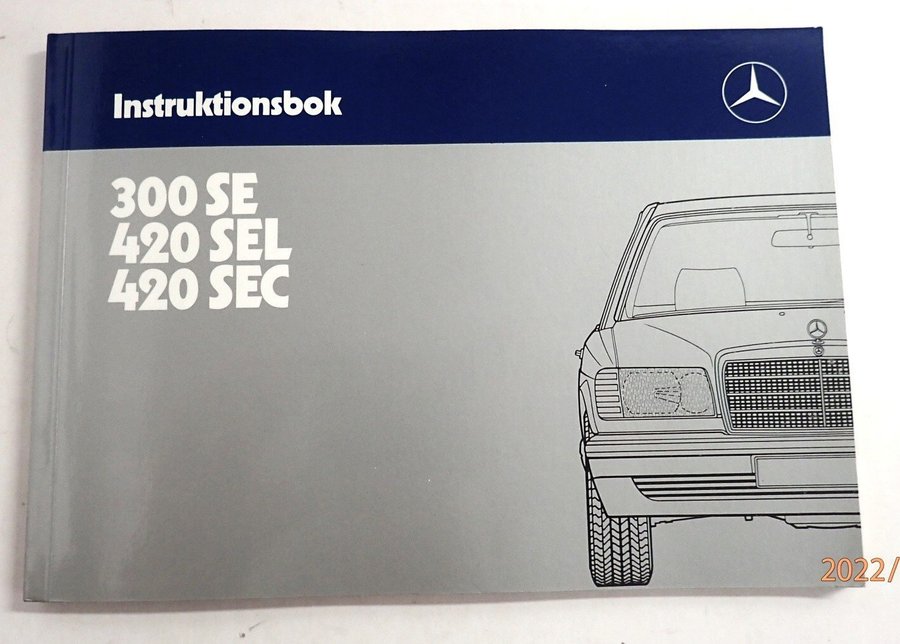 Instruktionsbok
300 SE
420 SEL
420 SEC
2022/